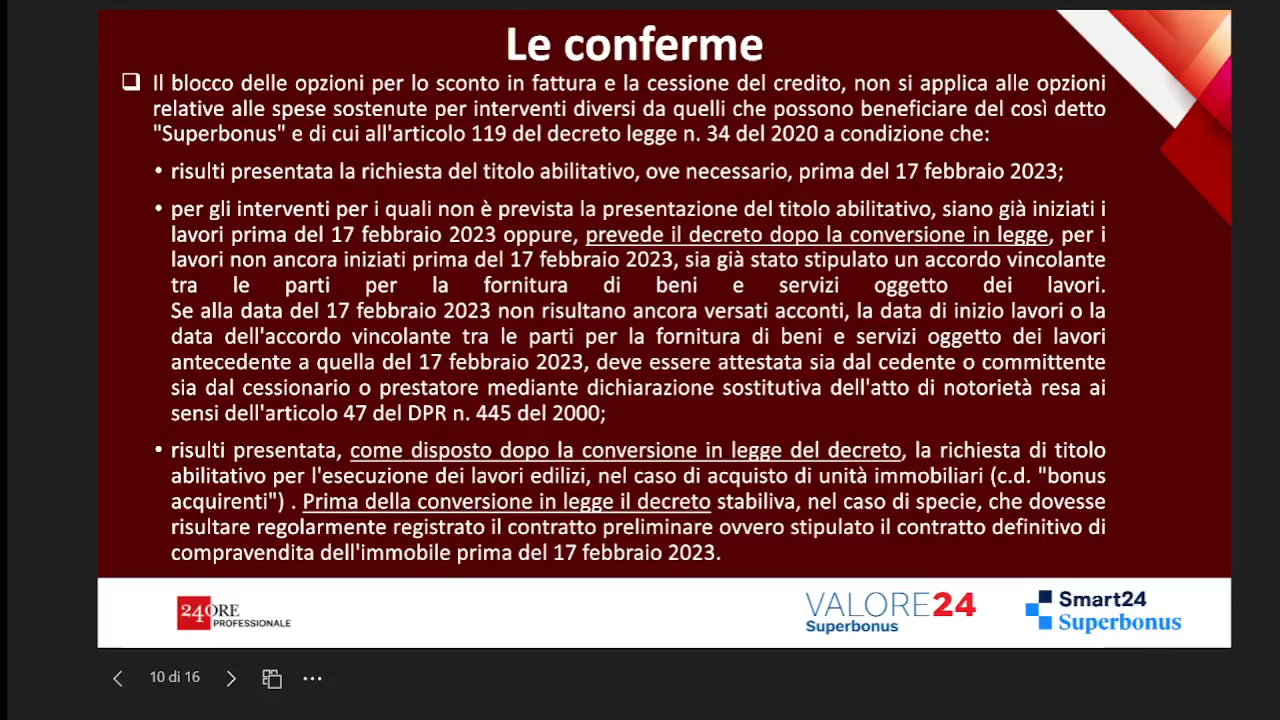 Le conferme
Il blocco delle opzioni per lo sconto in fattura e la cessione del credito, non si applica alle opzioni
relative alle spese sostenute per interventi diversi da quelli che possono beneficiare del così detto
"Superbonus" e di cui all'articolo 119 del decreto legge n. 34 del 2020 a condizione che:
• risulti presentata la richiesta del titolo abilitativo, ove necessario, prima del 17 febbraio 2023;
• per gli interventi per i quali non è prevista la presentazione del titolo abilitativo, siano già iniziati i
lavori prima del 17 febbraio 2023 oppure, prevede il decreto dopo la conversione in legge, per i
lavori non ancora iniziati prima del 17 febbraio 2023, sia già stato stipulato un accordo vincolante
tra le parti per la fornitura di beni e servizi oggetto dei lavori.
Se alla data del 17 febbraio 2023 non risultano ancora versati acconti, la data di inizio lavori o la
data dell'accordo vincolante tra le parti per la fornitura di beni e servizi oggetto dei lavori
antecedente a quella del 17 febbraio 2023, deve essere attestata sia dal cedente o committente
sia dal cessionario o prestatore mediante dichiarazione sostitutiva dell'atto di notorietà resa ai
sensi dell'articolo 47 del DPR n. 445 del 2000;
• risulti presentata, come disposto dopo la conversione in legge del decreto, la richiesta di titolo
abilitativo per l'esecuzione dei lavori edilizi, nel caso di acquisto di unità immobiliari (c.d. "bonus
acquirenti") . Prima della conversione in legge il decreto stabiliva, nel caso di specie, che dovesse
risultare regolarmente registrato il contratto preliminare ovvero stipulato il contratto definitivo di
compravendita dell'immobile prima del 17 febbraio 2023.
24ORE
PROFESSIONALE
VALORE24
Superbonus
Smart24
Superbonus
10 di 16